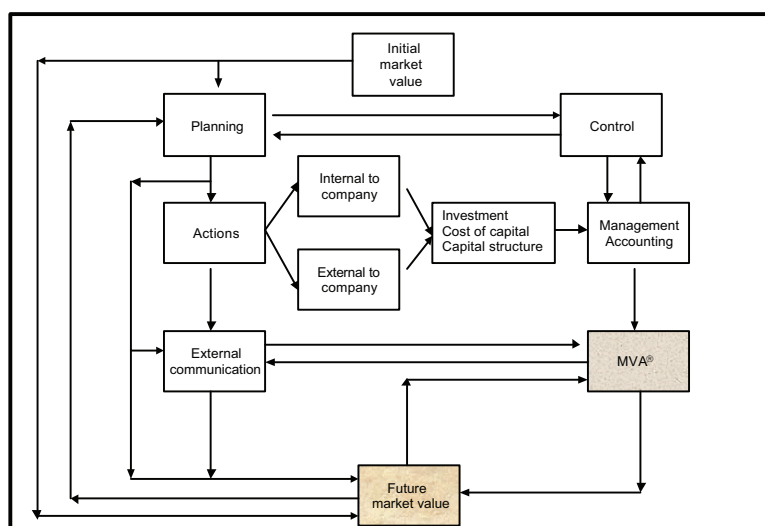 Initial
market
value
Planning
Control
Internal to
company
Actions
Investment
Cost of capital
Capital structure
Management
Accounting
External to
company
External
communication
MVA®
Future
market value